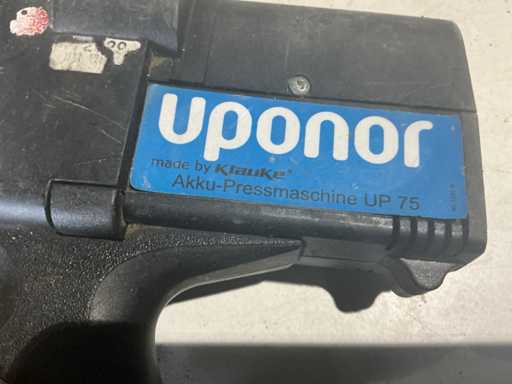 uponor
made by Klauke®
Akku-Pressmaschine UP 75